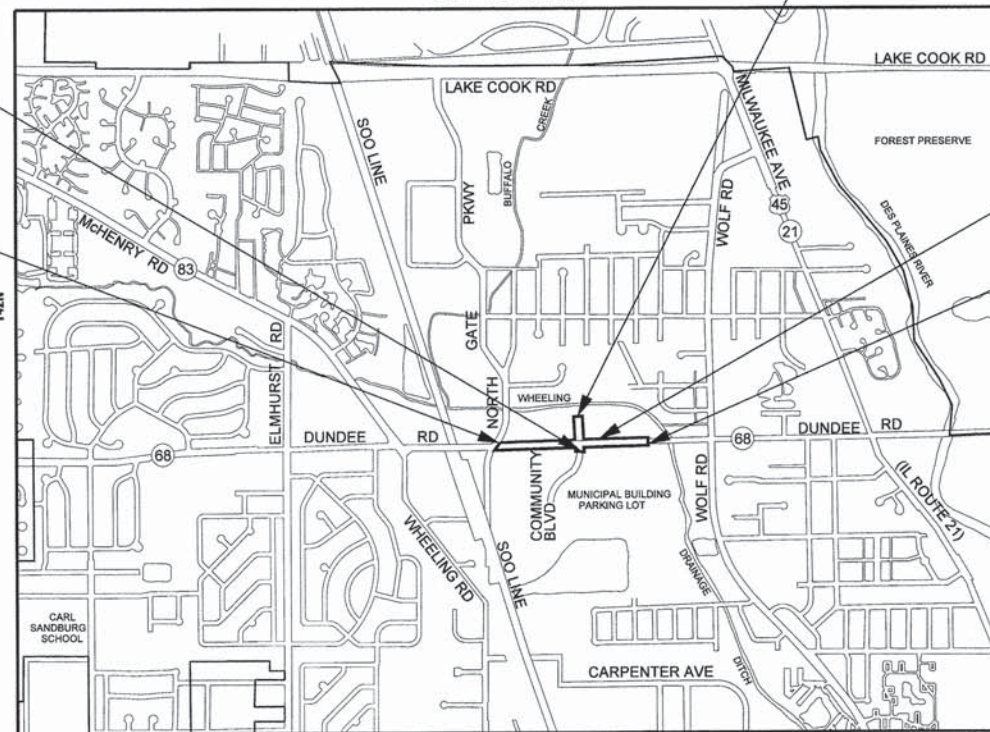 LAKE COOK RD
LAKE COOK RD
MILWAUKEE AVE
SOO LINE
CREEK
BUFFALO
PKWY
FOREST PRESERVE
WOLF RD
45
21
DES PLAINES RIVER
McHENRY RD
83
T42N
ELMHURST RD
GATE
NORTH
WHEELING
DUNDEE RD
68
68
DUNDEE RD
COMMUNITY
BLVD
MUNICIPAL BUILDING
PARKING LOT
WOLF RD
(IL ROUTE 21)
WHEELING RD
SOO LINE
DRAINAGE
DITCH
CARL
SANDBURG
SCHOOL
CARPENTER AVE